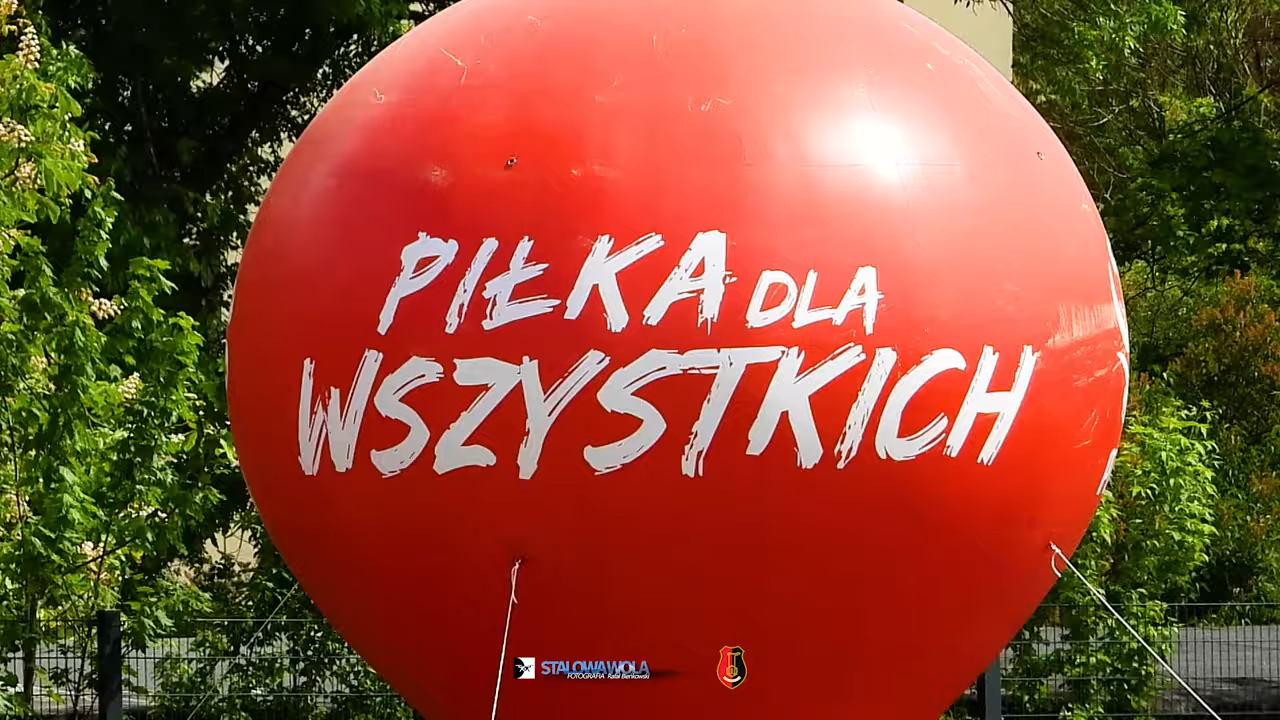 PIŁKA DLA
WSZYSTKICH
STALOWA WOLA
FOTOGRAFIA Rafał Bieńkowski